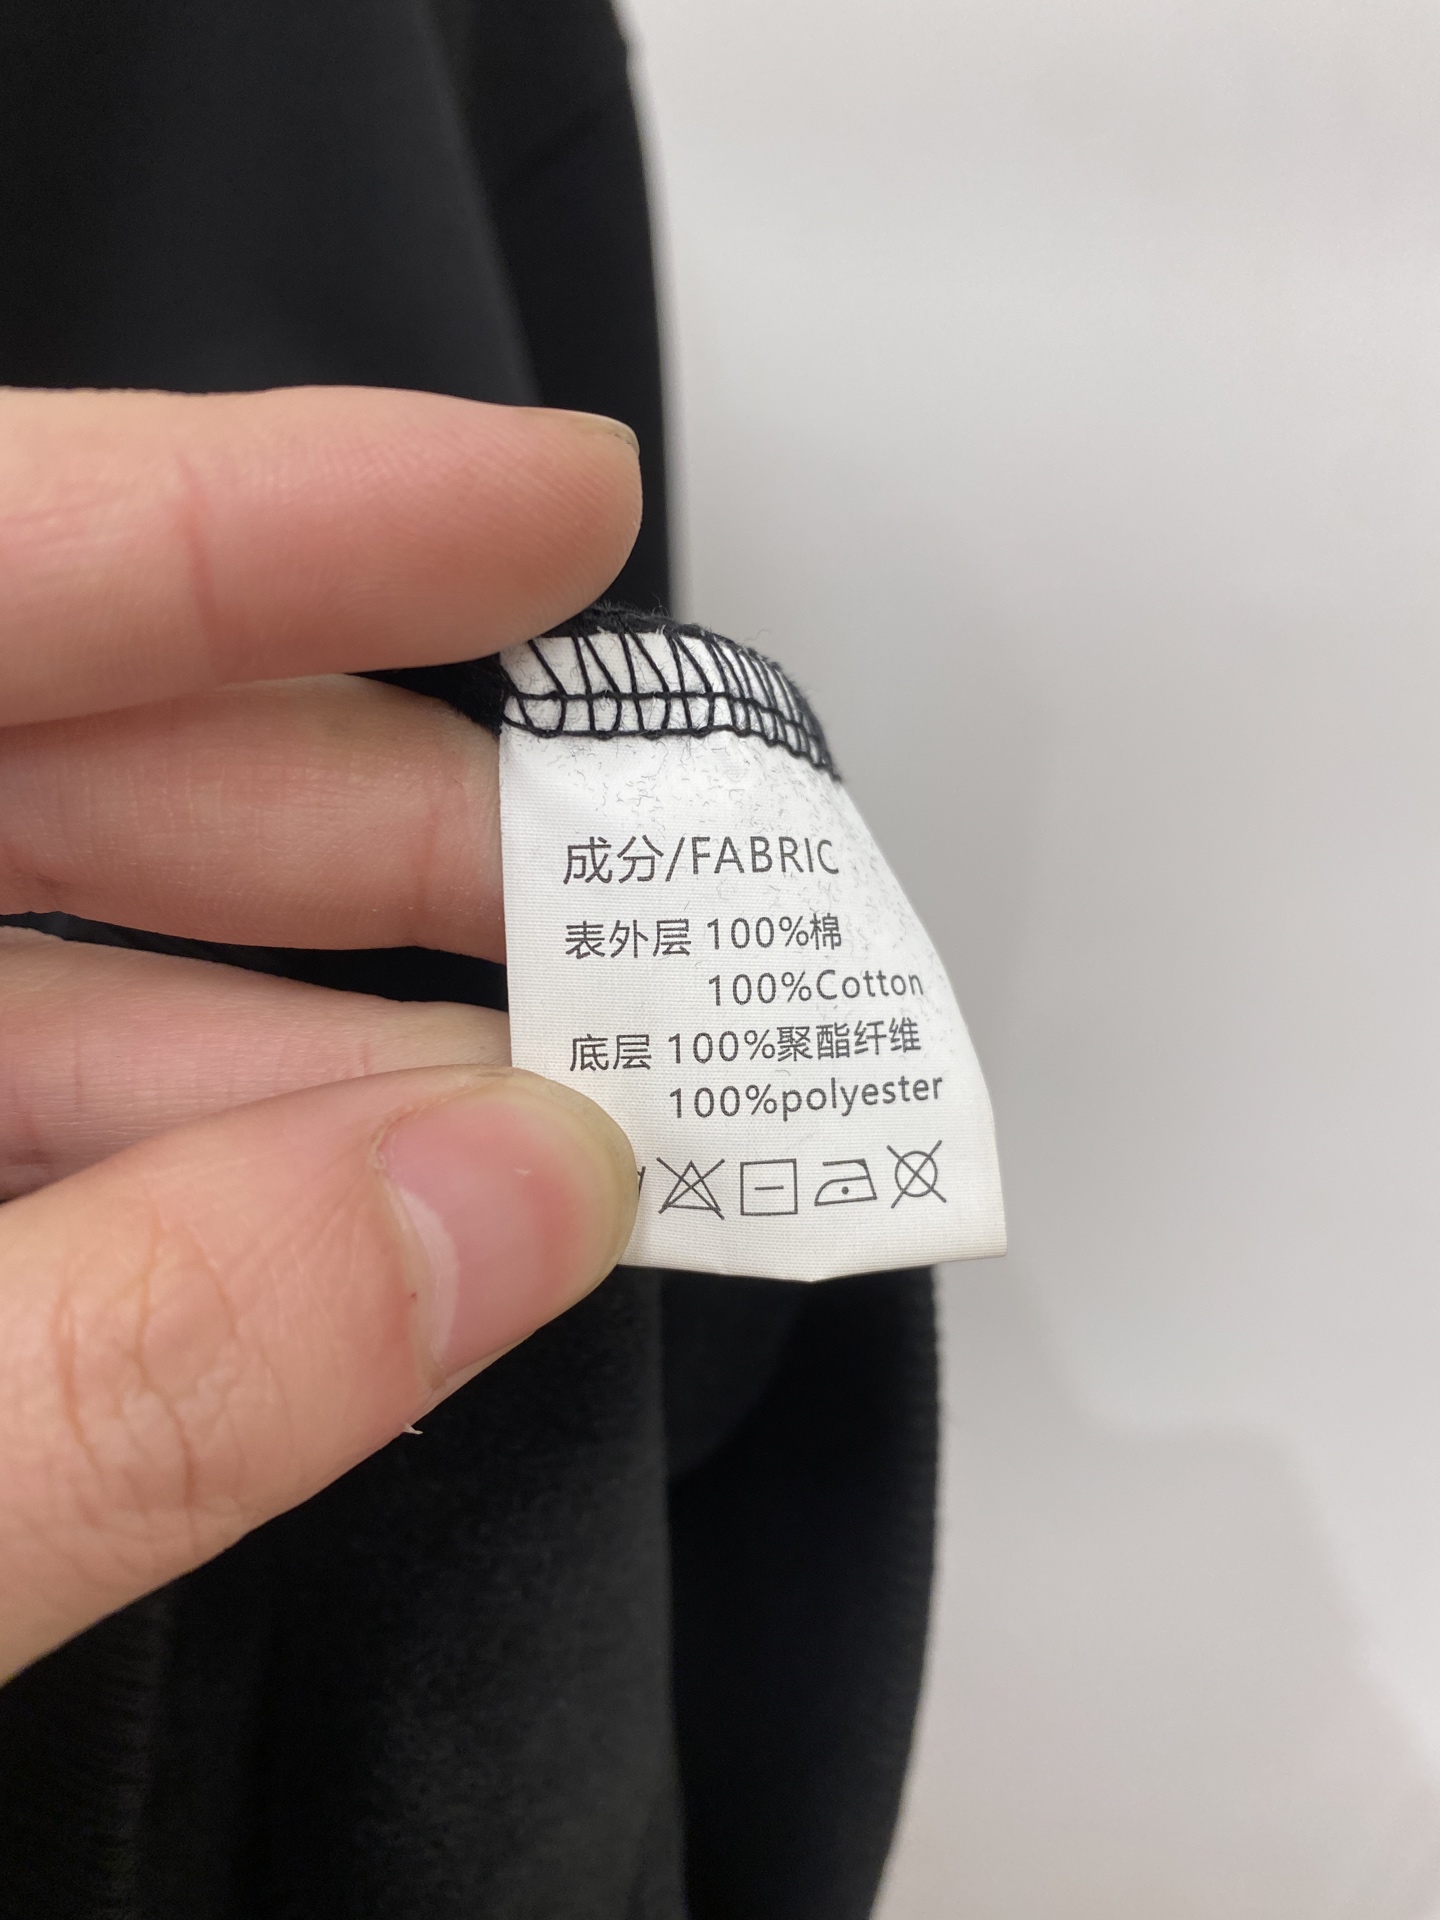 成分/FABRIC
表外层 100%棉
100%Cotton
底层 100%聚酯纤维
100%polyester